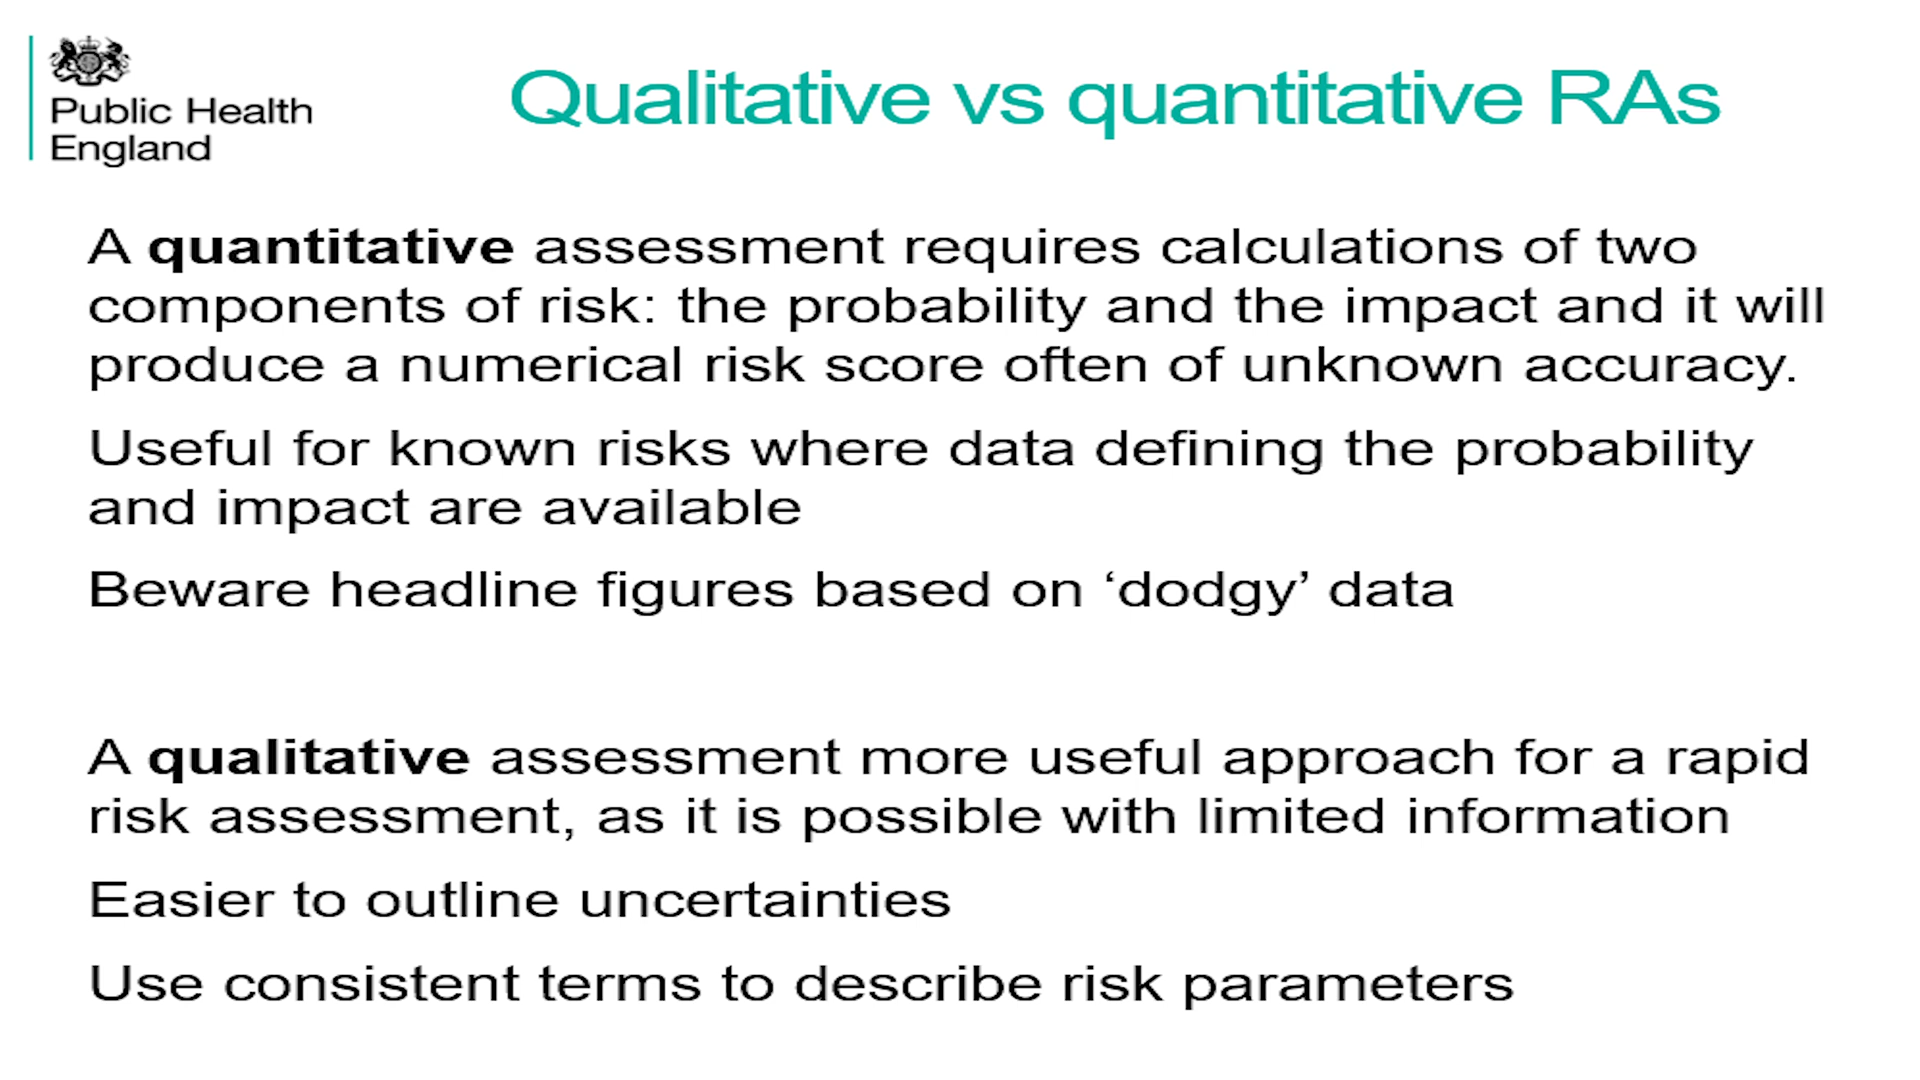 Public Health
England
Qualitative vs quantitative RAs
A quantitative assessment requires calculations of two
components of risk: the probability and the impact and it will
produce a numerical risk score often of unknown accuracy.
Useful for known risks where data defining the probability
and impact are available
Beware headline figures based on ‘dodgy’ data
A qualitative assessment more useful approach for a rapid
risk assessment, as it is possible with limited information
Easier to outline uncertainties
Use consistent terms to describe risk parameters